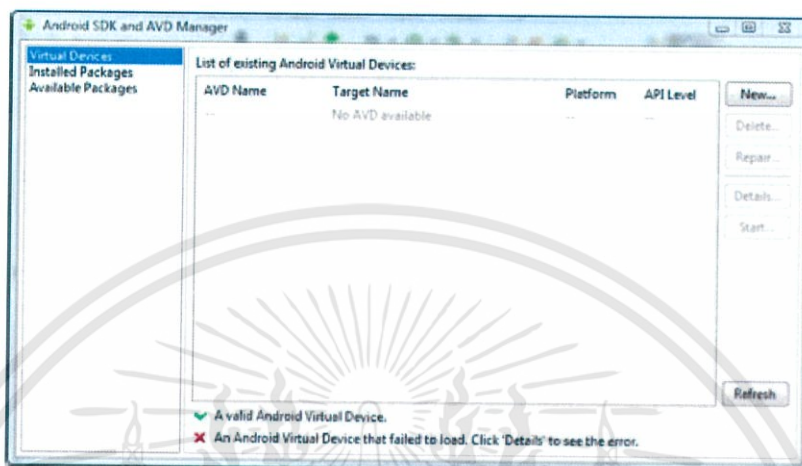 Android SDK and AVD Manager
Virtual Devices
Installed Packages
Available Packages
List of existing Android Virtual Devices:
AVD Name Target Name Platform API Level
-- No AVD available -- --
New...
Delete...
Repair...
Details...
Start...
Refresh
A valid Android Virtual Device.
An Android Virtual Device that failed to load. Click 'Details' to see the error.